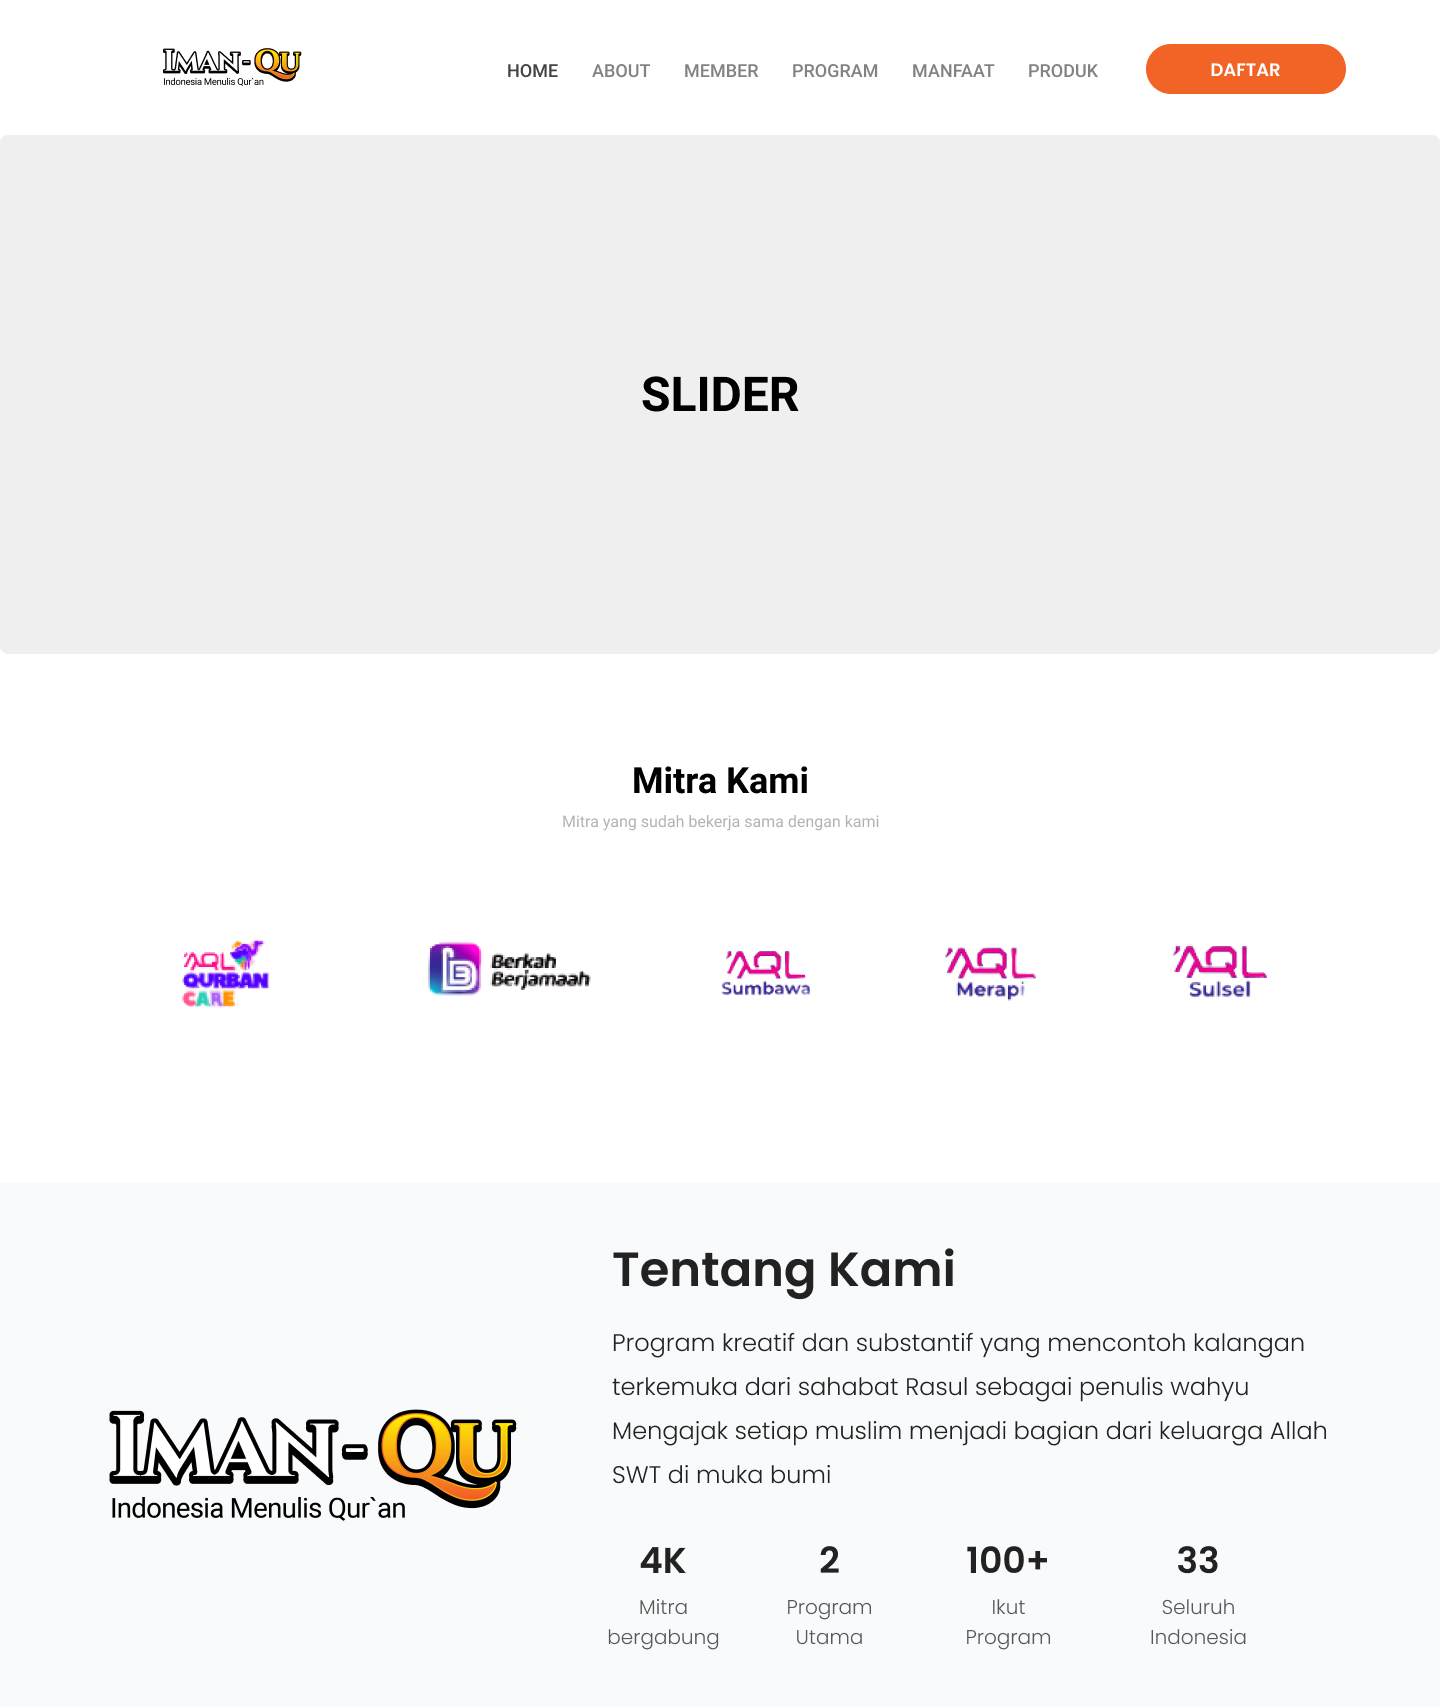 IMAN-QU
Indonesia Menulis Qur`an
HOME ABOUT MEMBER PROGRAM MANFAAT PRODUK DAFTAR
SLIDER
Mitra Kami
Mitra yang sudah bekerja sama dengan kami
AQL
QURBAN
CARE
Berkah
Berjamaah
AQL
Sumbawa
AQL
Merapi
AQL
Sulsel
Tentang Kami
Program kreatif dan substantif yang mencontoh kalangan
terkemuka dari sahabat Rasul sebagai penulis wahyu
Mengajak setiap muslim menjadi bagian dari keluarga Allah
SWT di muka bumi
IMAN-QU
Indonesia Menulis Qur`an
4K 2 100+ 33
Mitra Program Ikut Seluruh
bergabung Utama Program Indonesia